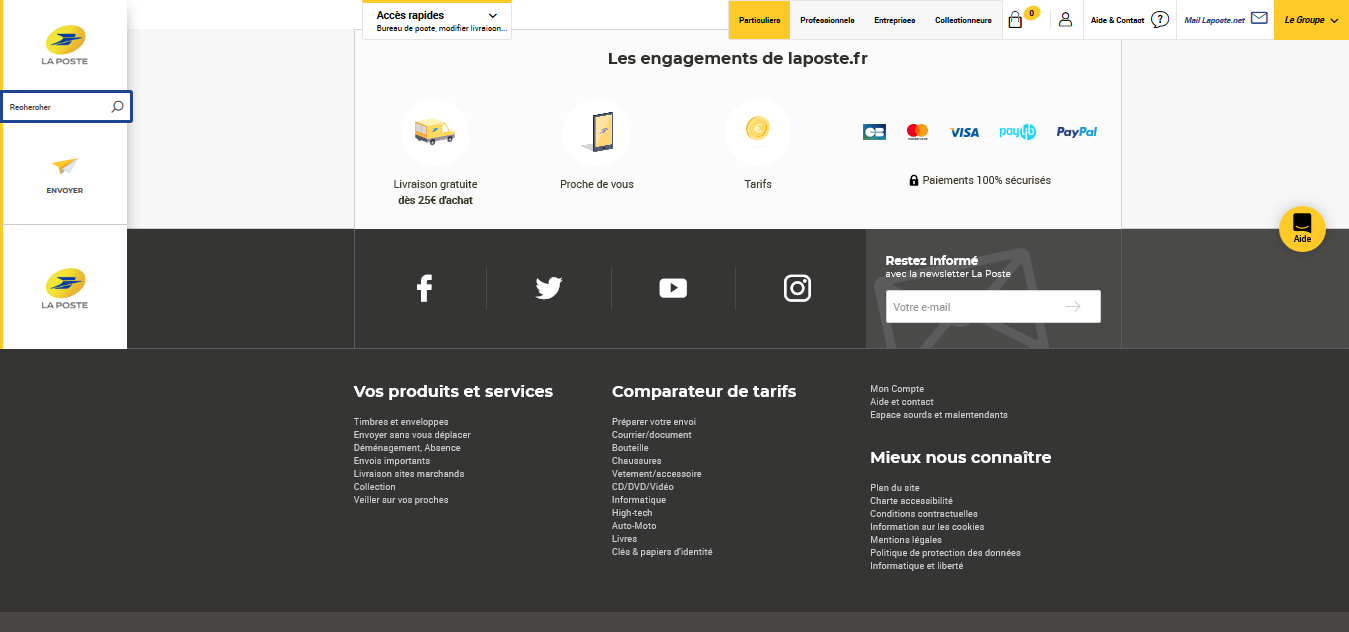 LA POSTE
Rechercher
ENVOYER
LA POSTE
Accès rapides
Bureau de poste, modifier livraison...
Particuliers
Professionnels
Entreprises
Collectionneurs
0
Aide & Contact
?
Mail Laposte.net
Le Groupe
Les engagements de laposte.fr
Livraison gratuite
dès 25€ d'achat
Proche de vous
Tarifs
CB
mastercard
VISA
paylib
PayPal
Paiements 100% sécurisés
Aide
Restez Informé
avec la newsletter La Poste
Votre e-mail
Vos produits et services
Timbres et enveloppes
Envoyer sans vous déplacer
Déménagement, Absence
Envois importants
Livraison sites marchands
Collection
Veiller sur vos proches
Comparateur de tarifs
Préparer votre envoi
Courrier/document
Bouteille
Chaussures
Vetement/accessoire
CD/DVD/Vidéo
Informatique
High-tech
Auto-Moto
Livres
Clés & papiers d'identité
Mon Compte
Aide et contact
Espace sourds et malentendants
Mieux nous connaître
Plan du site
Charte accessibilité
Conditions contractuelles
Information sur les cookies
Mentions légales
Politique de protection des données
Informatique et liberté